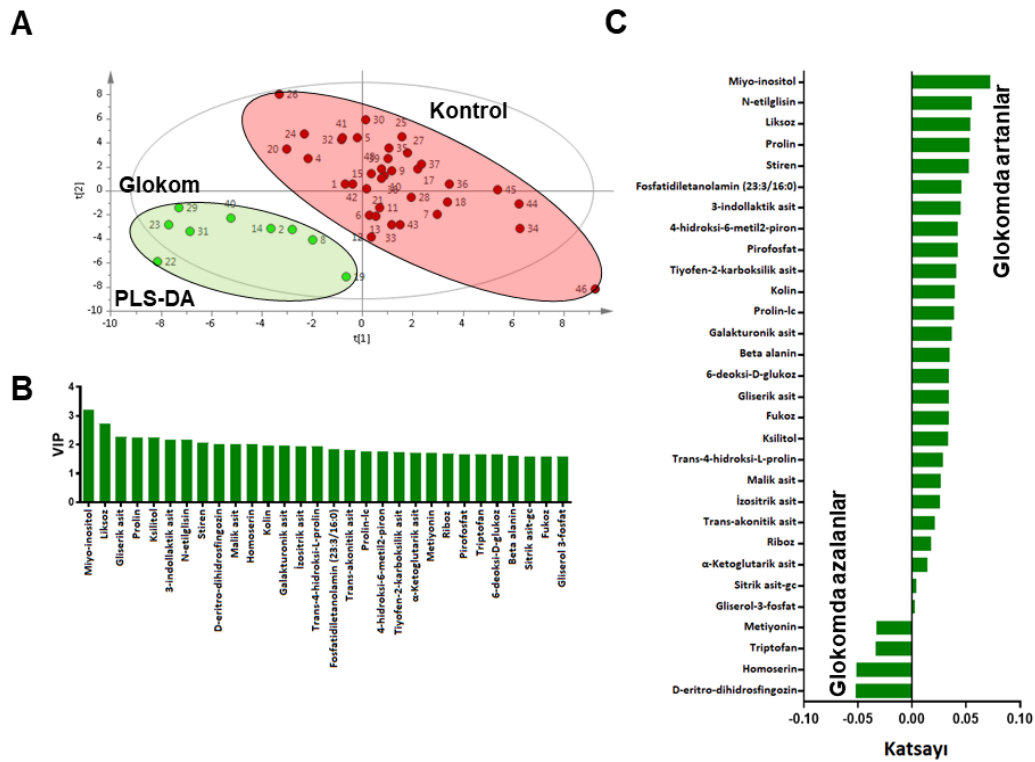 A
Kontrol
Glokom
PLS-DA
t[2]
t[1]
8
6
4
2
0
-2
-4
-6
-8
-10
-10
-8
-6
-4
-2
0
2
4
6
8
26
30
25
41
32
5
27
24
35
20
4
48
39
37
15
9
17
1
10
36
45
42
38
28
18
44
21
11
6
7
13
43
34
12
33
46
29
40
23
31
14
2
8
22
19
B
VIP
4
3
2
1
0
Miyo-inositol
Liksoz
Gliserik asit
Prolin
Ksilitol
3-indollaktik asit
N-etilglisin
Stiren
D-eritro-dihidrosfingozin
Malik asit
Homoserin
Kolin
Galakturonik asit
İzositrik asit
Trans-4-hidroksi-L-prolin
Fosfatidiletanolamin (23:3/16:0)
Trans-akonitik asit
Prolin-lc
4-hidroksi-6-metil2-piron
Tiyofen-2-karboksilik asit
α-Ketoglutarik asit
Metiyonin
Riboz
Pirofosfat
Triptofan
6-deoksi-D-glukoz
Beta alanin
Sitrik asit-gc
Fukoz
Gliserol 3-fosfat
C
Miyo-inositol
N-etilglisin
Liksoz
Prolin
Stiren
Fosfatidiletanolamin (23:3/16:0)
3-indollaktik asit
4-hidroksi-6-metil2-piron
Pirofosfat
Tiyofen-2-karboksilik asit
Kolin
Prolin-lc
Galakturonik asit
Beta alanin
6-deoksi-D-glukoz
Gliserik asit
Fukoz
Ksilitol
Trans-4-hidroksi-L-prolin
Malik asit
İzositrik asit
Trans-akonitik asit
Riboz
α-Ketoglutarik asit
Sitrik asit-gc
Gliserol-3-fosfat
Metiyonin
Triptofan
Homoserin
D-eritro-dihidrosfingozin
Glokomda artanlar
Glokomda azalanlar
-0.10
-0.05
0.00
0.05
0.10
Katsayı